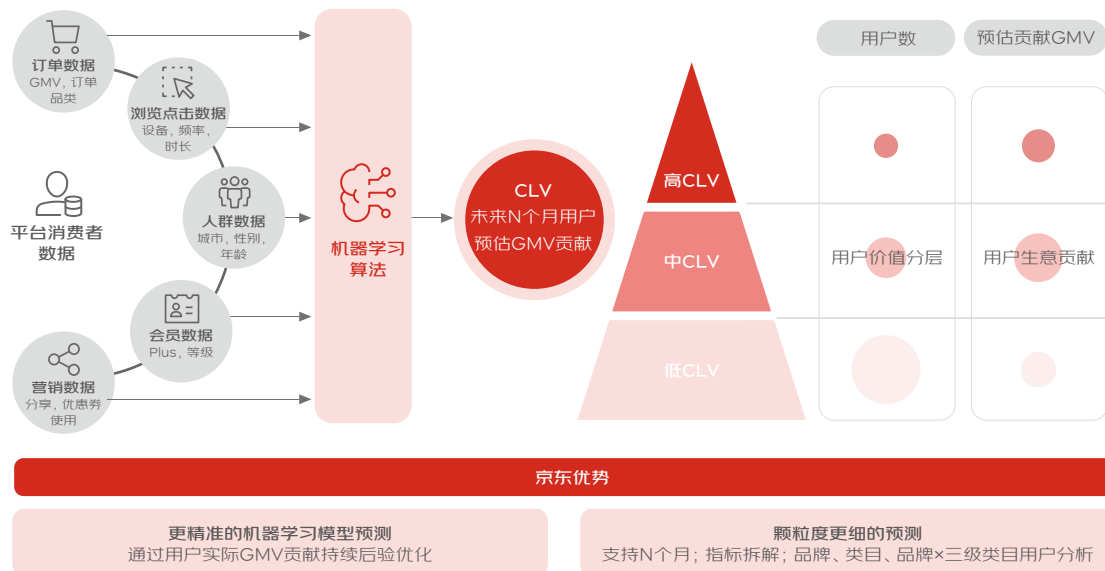 订单数据
GMV, 订单
品类
浏览点击数据
设备, 频率,
时长
平台消费者
数据
人群数据
城市, 性别,
年龄
会员数据
Plus, 等级
营销数据
分享, 优惠券
使用
机器学习
算法
CLV
未来N个月用户
预估GMV贡献
高CLV
中CLV
低CLV
用户数
预估贡献GMV
用户价值分层
用户生意贡献
京东优势
更精准的机器学习模型预测
通过用户实际GMV贡献持续后验优化
颗粒度更细的预测
支持N个月; 指标拆解; 品牌、类目、品牌×三级类目用户分析